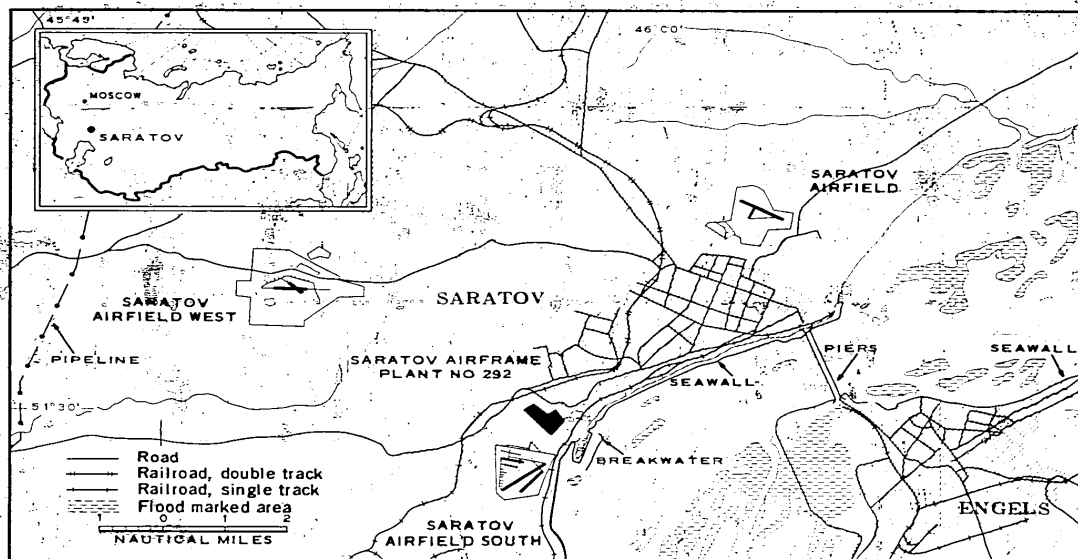 45°49'
46°C0'
MOSCOW
SARATOV
SARATOV
AIRFIELD
SARATOV
AIRFIELD WEST
SARATOV
PIPELINE
SARATOV AIRFRAME
PLANT NO 292
SEAWALL
PIERS
SEAWALL
51°30'
BREAKWATER
Road
Railroad, double track
Railroad, single track
Flood marked area
1 0 1 2
NAUTICAL MILES
SARATOV
AIRFIELD SOUTH
ENGELS